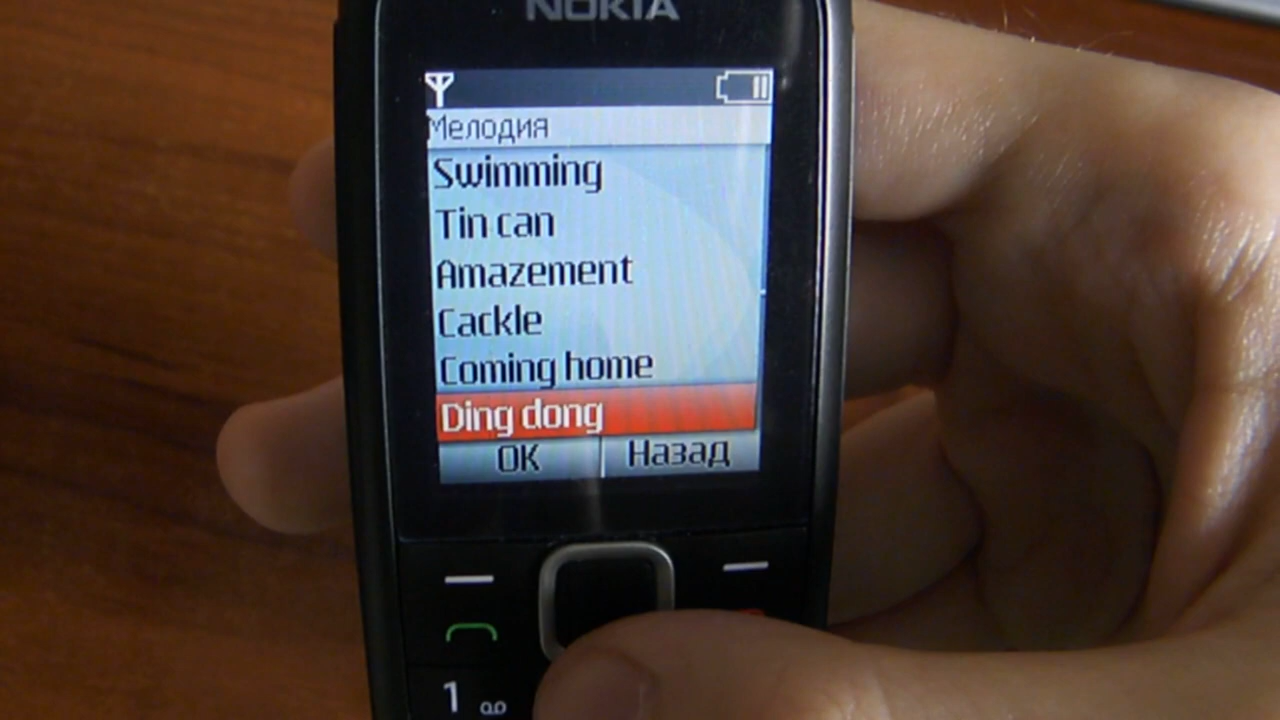 NOKIA
Мелодия
Swimming
Tin can
Amazement
Cackle
Coming home
Ding dong
OK Назад
1